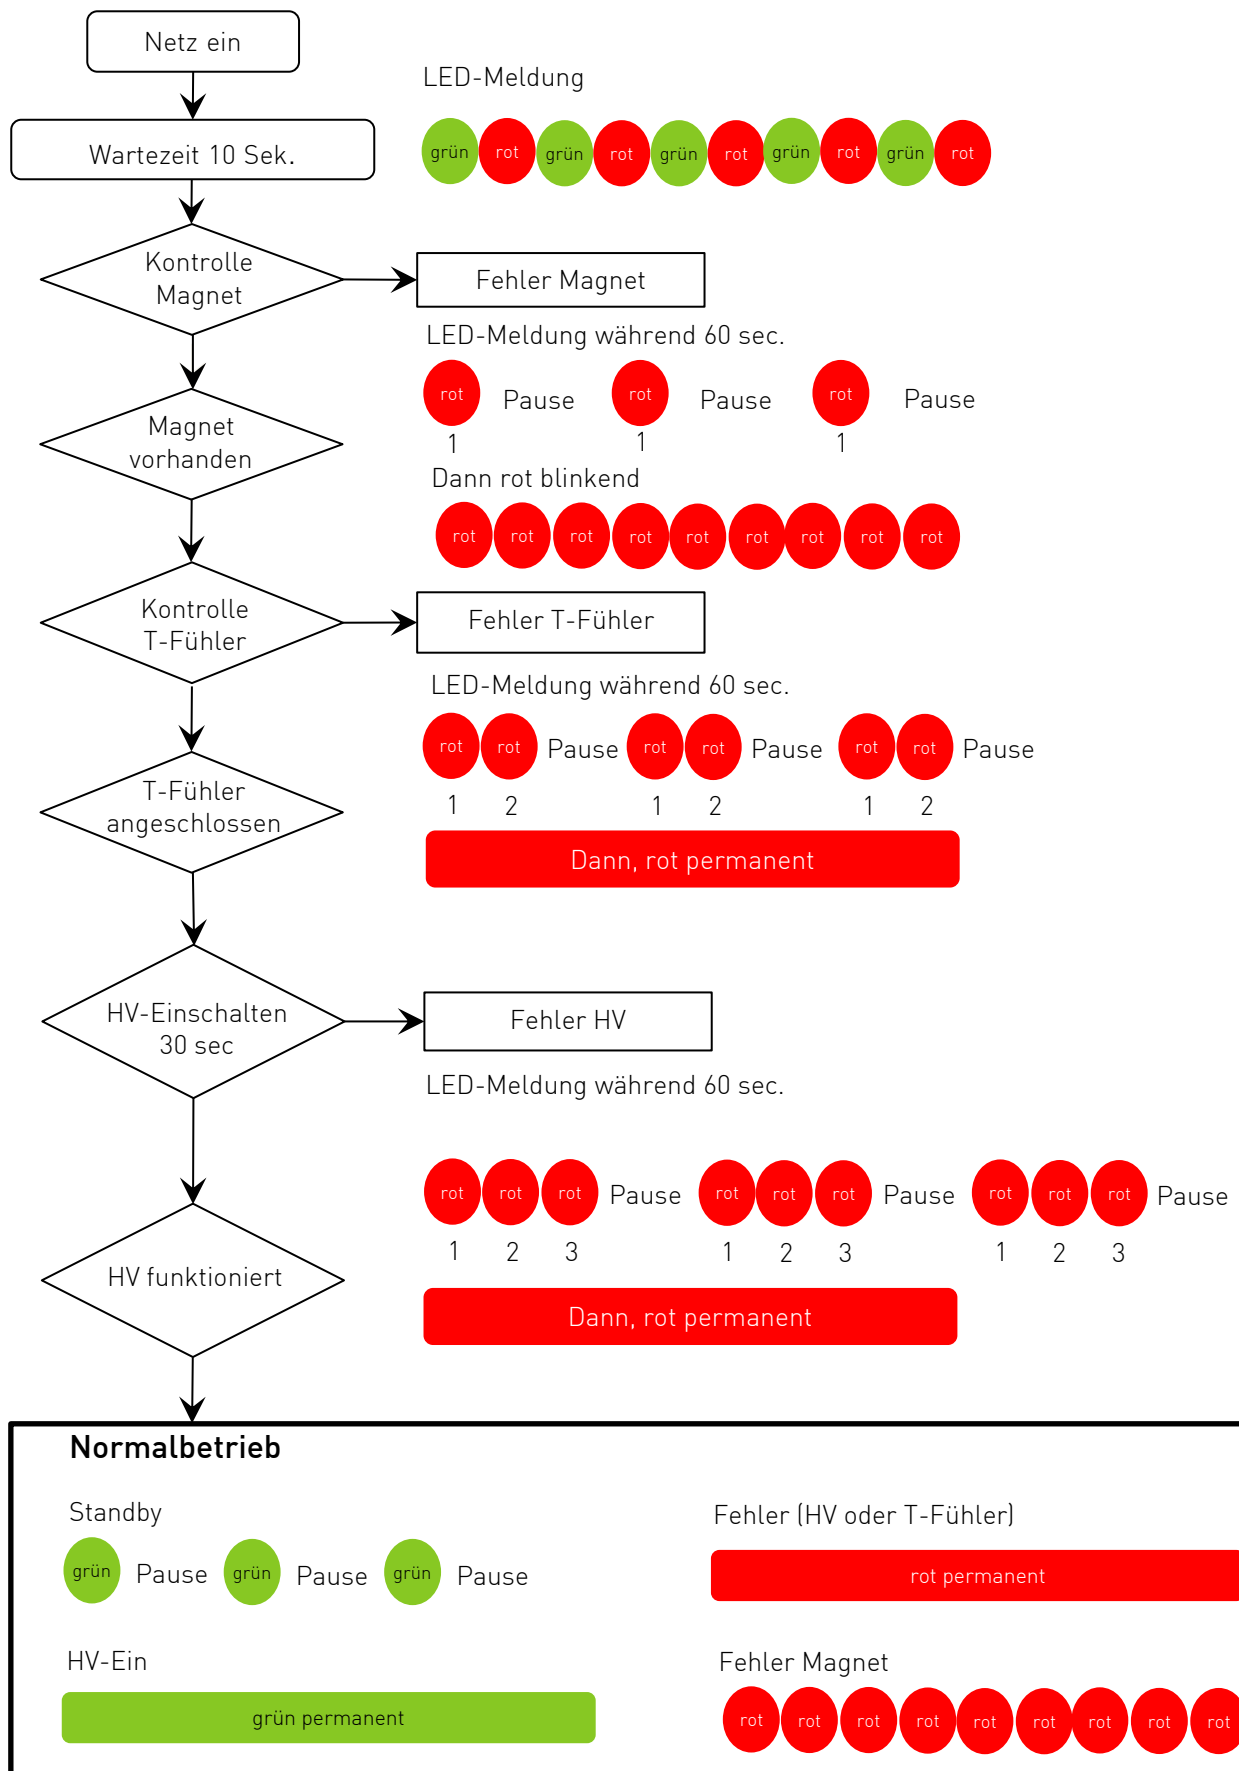 Netz ein
LED-Meldung
Wartezeit 10 Sek.
grün rot grün rot grün rot grün rot grün rot
Kontrolle
Magnet
Fehler Magnet
LED-Meldung während 60 sec.
rot Pause rot Pause rot Pause
1 1 1
Magnet
vorhanden
Dann rot blinkend
rot rot rot rot rot rot rot rot rot
Kontrolle
T-Fühler
Fehler T-Fühler
LED-Meldung während 60 sec.
rot rot Pause rot rot Pause rot rot Pause
1 2 1 2 1 2
T-Fühler
angeschlossen
Dann, rot permanent
HV-Einschalten
30 sec
Fehler HV
LED-Meldung während 60 sec.
rot rot rot Pause rot rot rot Pause rot rot rot Pause
1 2 3 1 2 3 1 2 3
HV funktioniert
Dann, rot permanent
Normalbetrieb
Standby
grün Pause grün Pause grün Pause
Fehler (HV oder T-Fühler)
rot permanent
HV-Ein
grün permanent
Fehler Magnet
rot rot rot rot rot rot rot rot rot